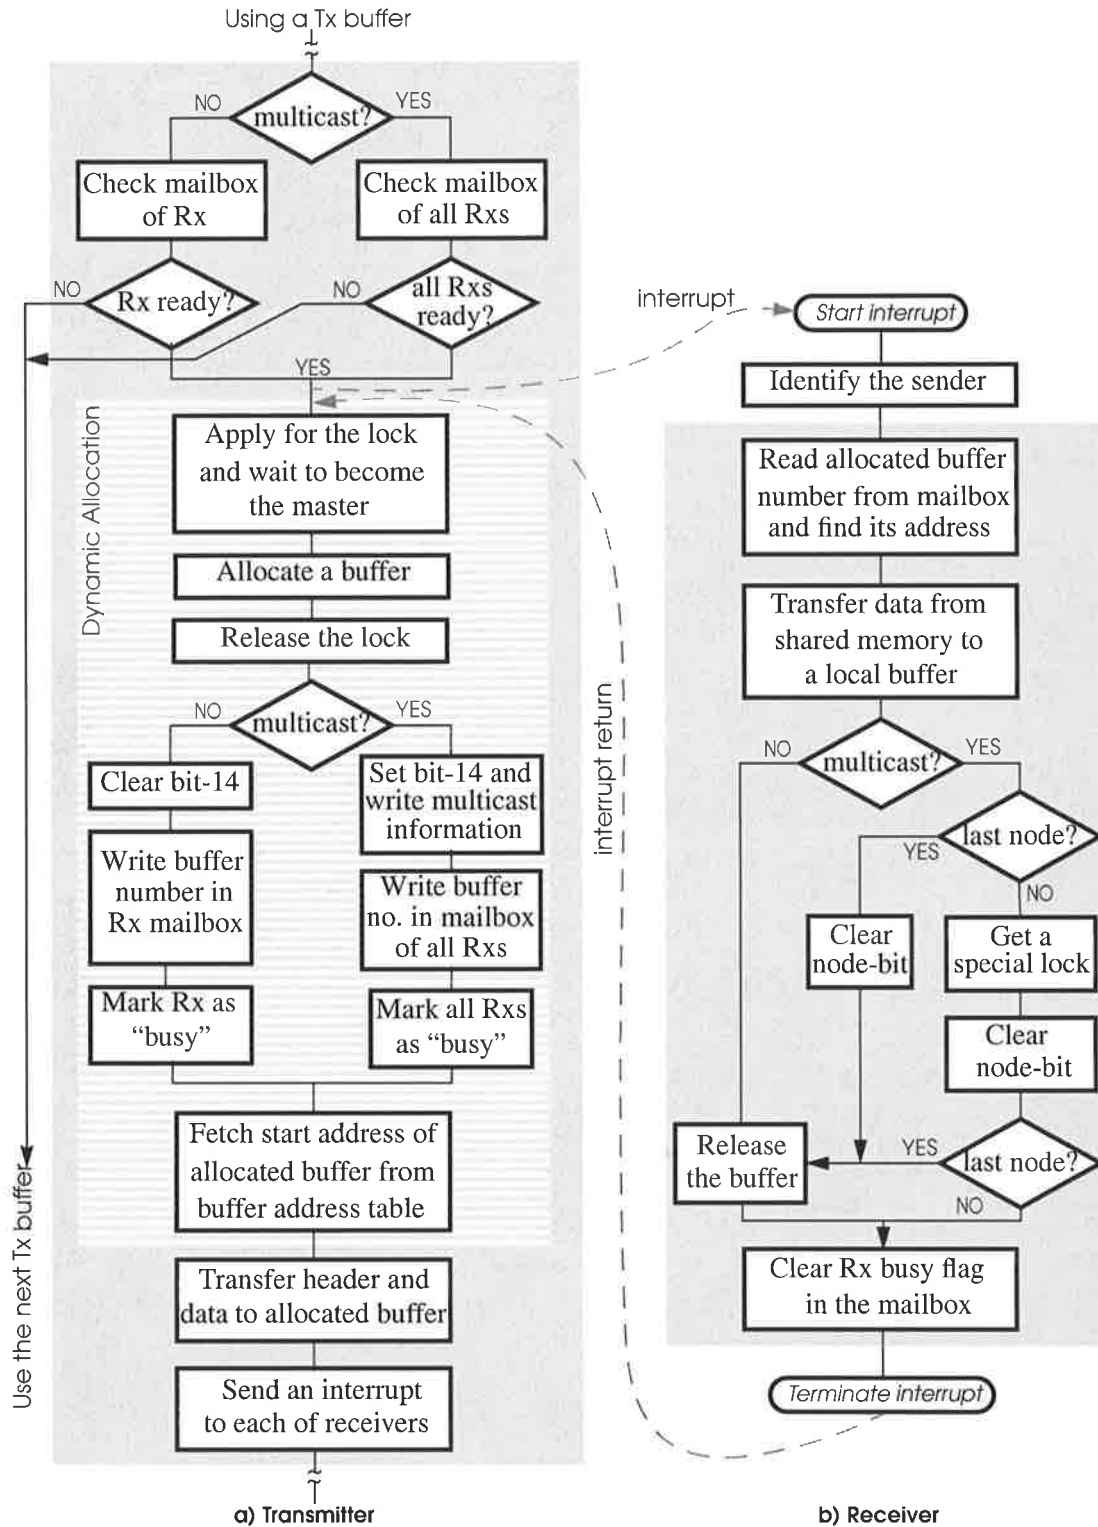 Using a Tx buffer
multicast?
NO
YES
Check mailbox
of Rx
Check mailbox
of all Rxs
NO
Rx ready?
NO
all Rxs
ready?
YES
Dynamic Allocation
Apply for the lock
and wait to become
the master
Allocate a buffer
Release the lock
multicast?
NO
YES
Clear bit-14
Set bit-14 and
write multicast
information
Write buffer
number in
Rx mailbox
Write buffer
no. in mailbox
of all Rxs
Mark Rx as
“busy”
Mark all Rxs
as “busy”
Fetch start address of
allocated buffer from
buffer address table
Transfer header and
data to allocated buffer
Send an interrupt
to each of receivers
Use the next Tx buffer
a) Transmitter
interrupt
interrupt return
Start interrupt
Identify the sender
Read allocated buffer
number from mailbox
and find its address
Transfer data from
shared memory to
a local buffer
NO
multicast?
YES
last node?
YES
NO
Clear
node-bit
Get a
special lock
Clear
node-bit
Release
the buffer
YES
last node?
NO
Clear Rx busy flag
in the mailbox
Terminate interrupt
b) Receiver